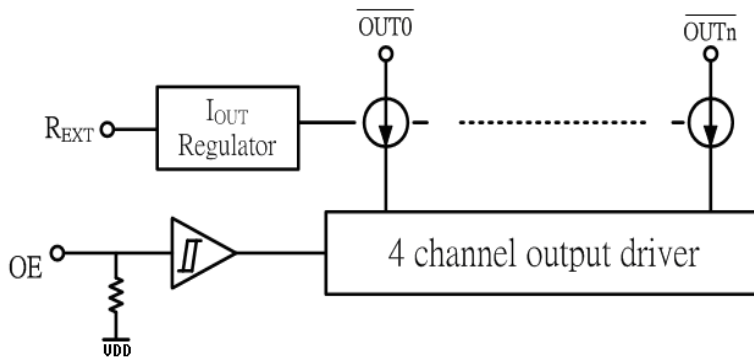 OUT0
OUTn
REXT
IOUT
Regulator
OE
4 channel output driver
VDD